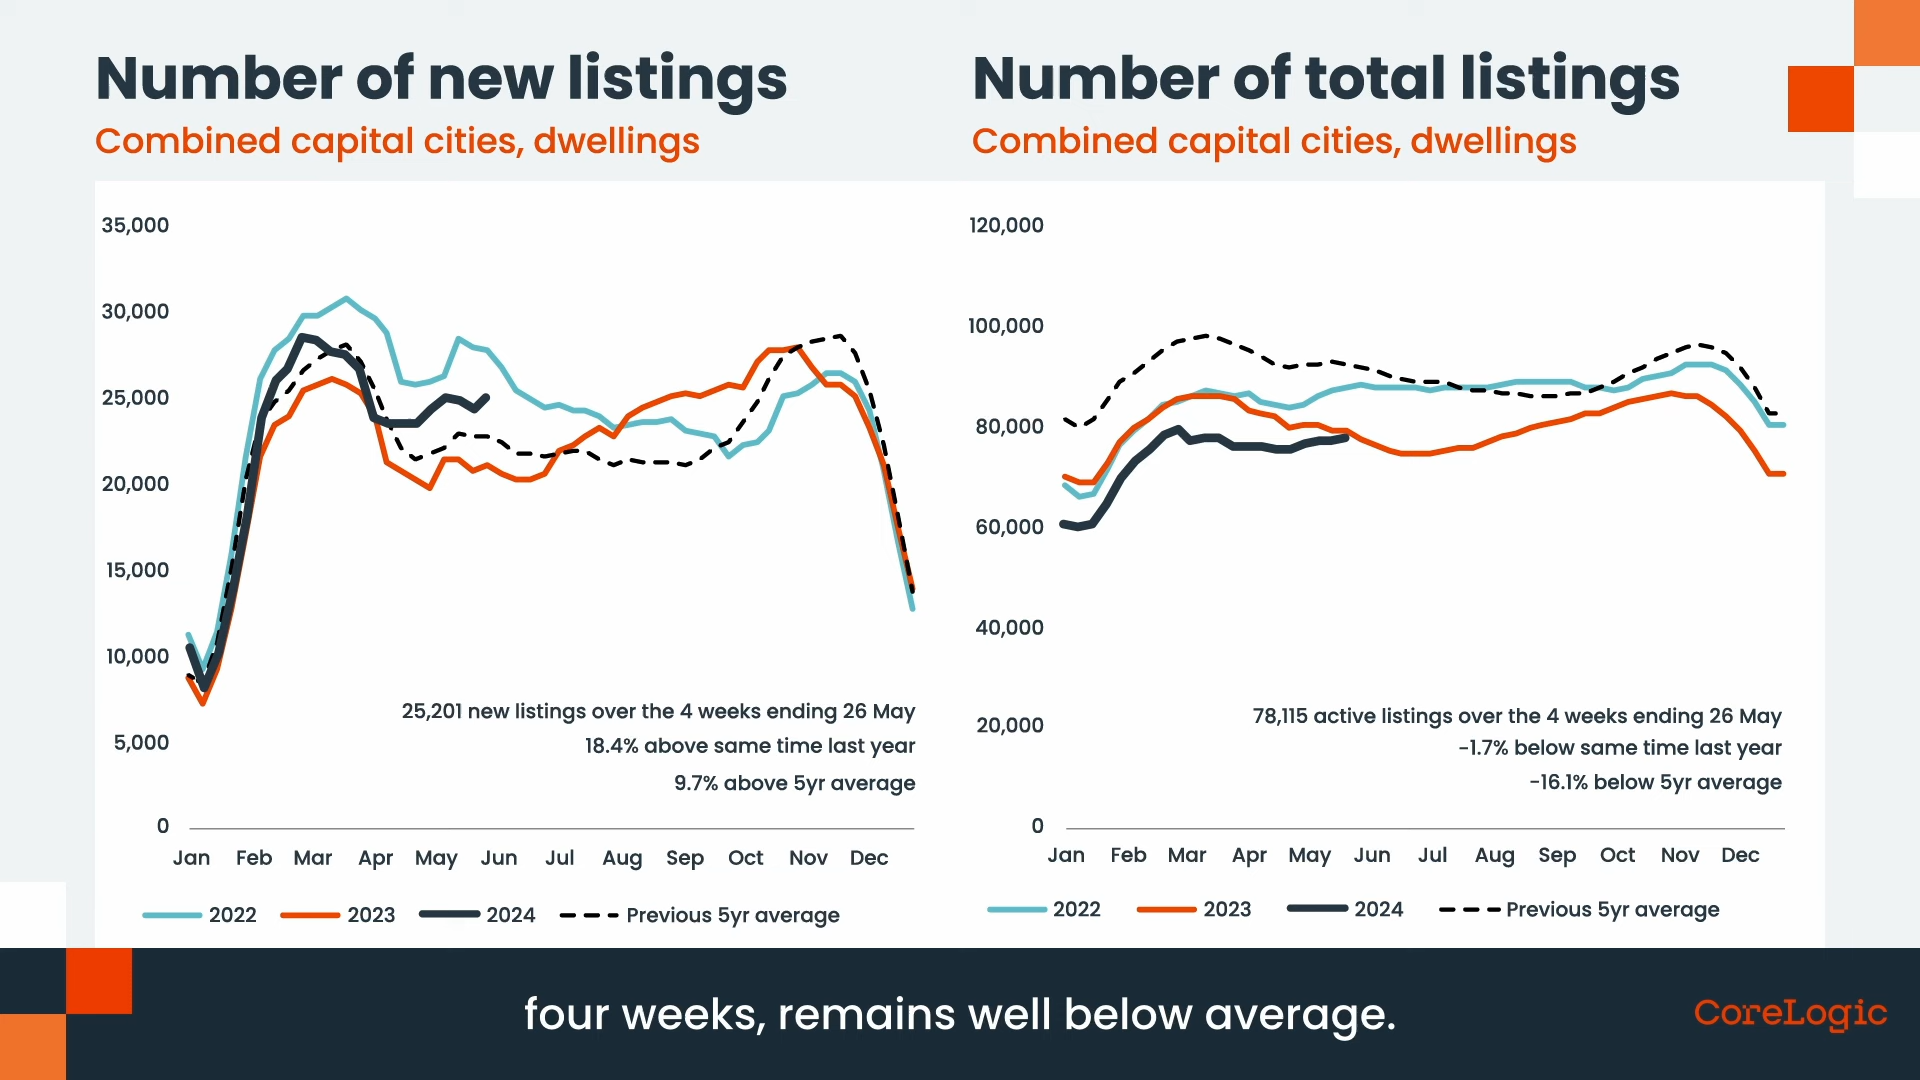 Number of new listings
Combined capital cities, dwellings
35,000
30,000
25,000
20,000
15,000
10,000
5,000
0
25,201 new listings over the 4 weeks ending 26 May
18.4% above same time last year
9.7% above 5yr average
Jan Feb Mar Apr May Jun Jul Aug Sep Oct Nov Dec
2022 2023 2024 Previous 5yr average
Number of total listings
Combined capital cities, dwellings
120,000
100,000
80,000
60,000
40,000
20,000
0
78,115 active listings over the 4 weeks ending 26 May
-1.7% below same time last year
-16.1% below 5yr average
Jan Feb Mar Apr May Jun Jul Aug Sep Oct Nov Dec
2022 2023 2024 Previous 5yr average
four weeks, remains well below average.
CoreLogic